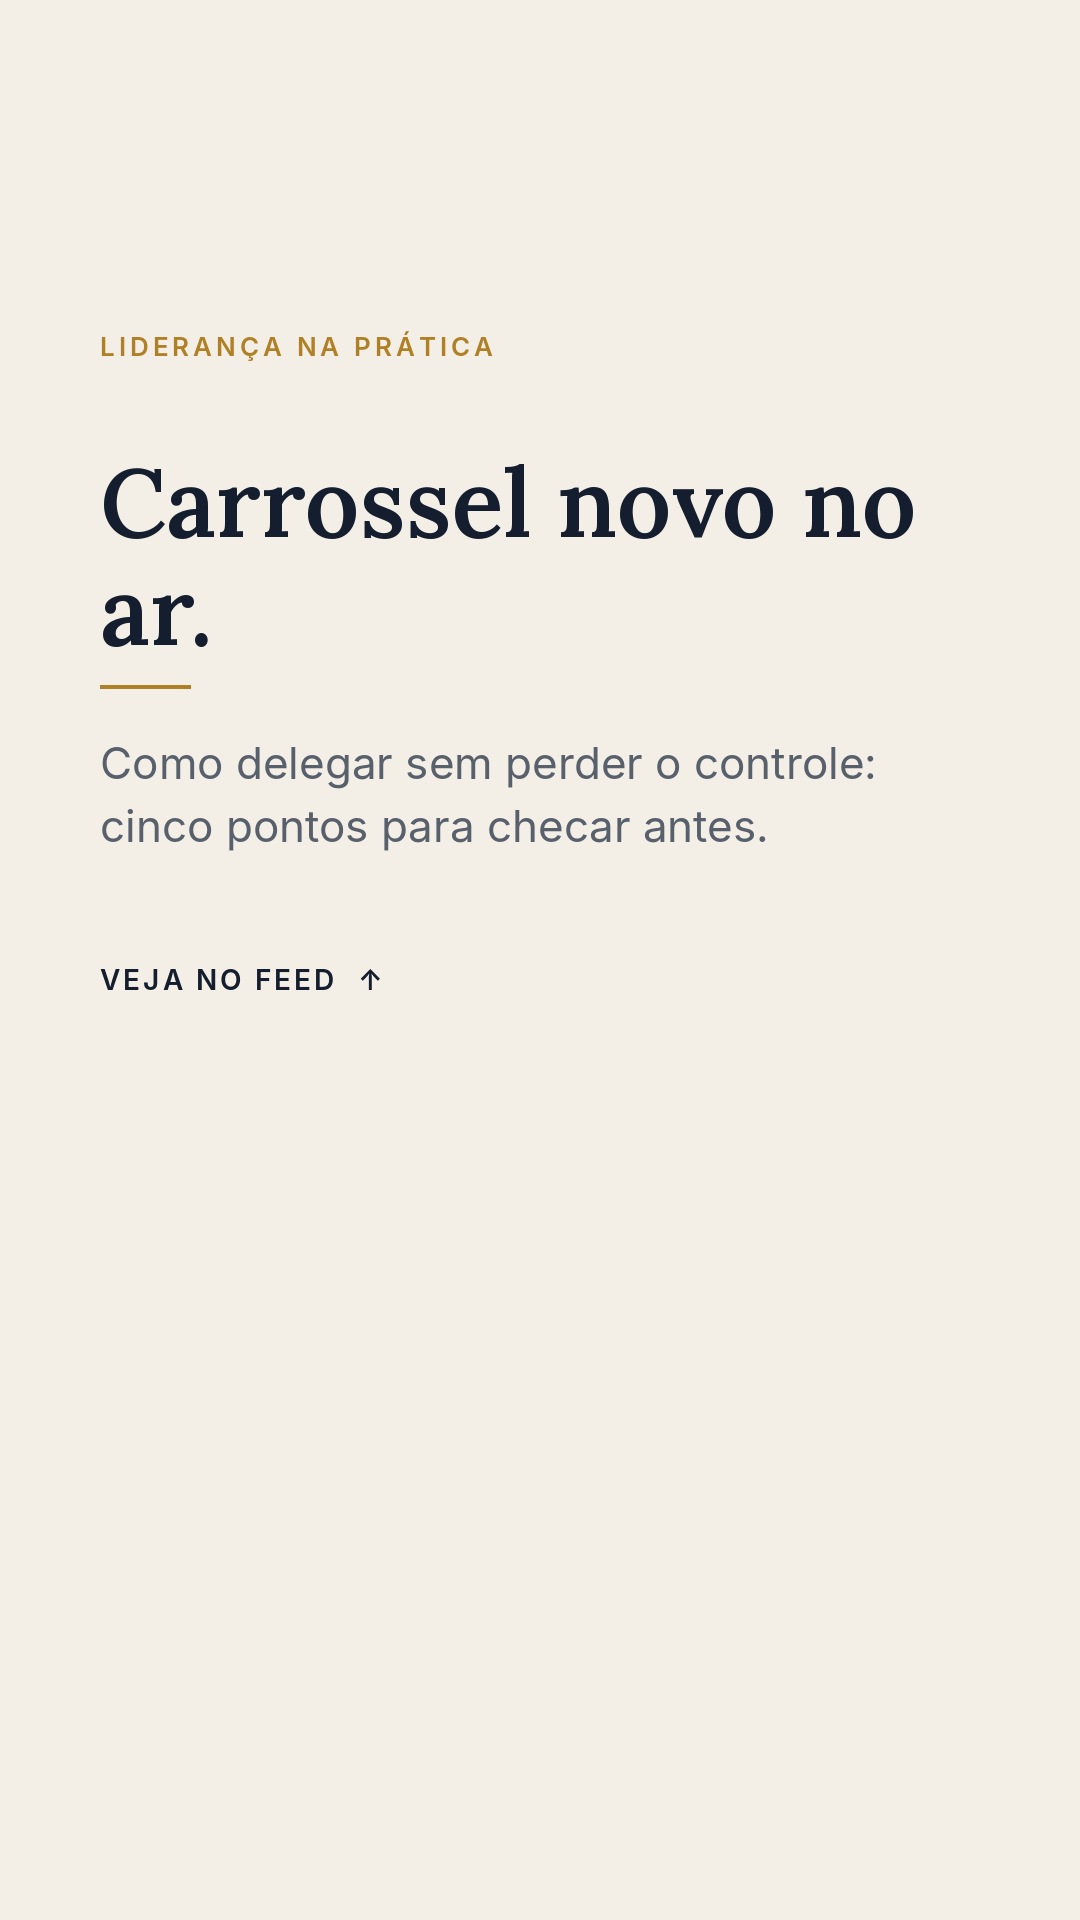 LIDERANÇA NA PRÁTICA
Carrossel novo no
ar.
Como delegar sem perder o controle:
cinco pontos para checar antes.
VEJA NO FEED ↑